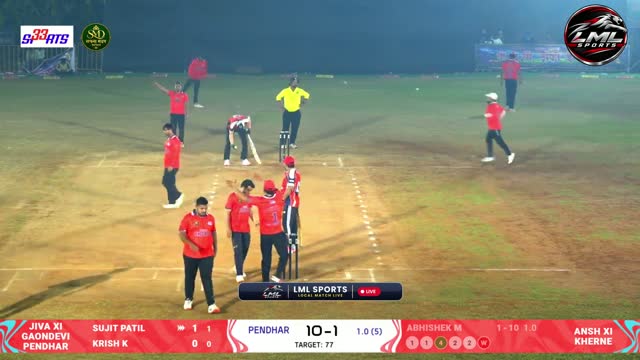 33
SPORTS
SSD
LML
SPORTS
LML SPORTS
LOCAL MATCH LIVE
LIVE
JIVA XI
GAONDEVI
PENDHAR
SUJIT PATIL 1 1
KRISH K 0 0
PENDHAR 10-1 1.0 (5)
TARGET: 77
ABHISHEK M 1-10 1.0
1 1 4 2 2 W
ANSH XI
KHERNE